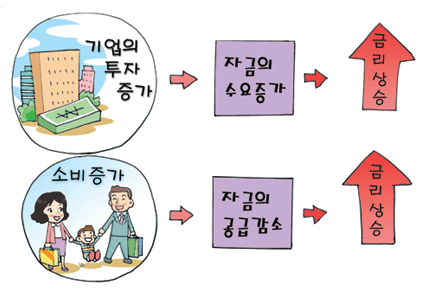 기업의
투자
증가
자금의
수요증가
금리상승
소비증가
자금의
공급감소
금리상승